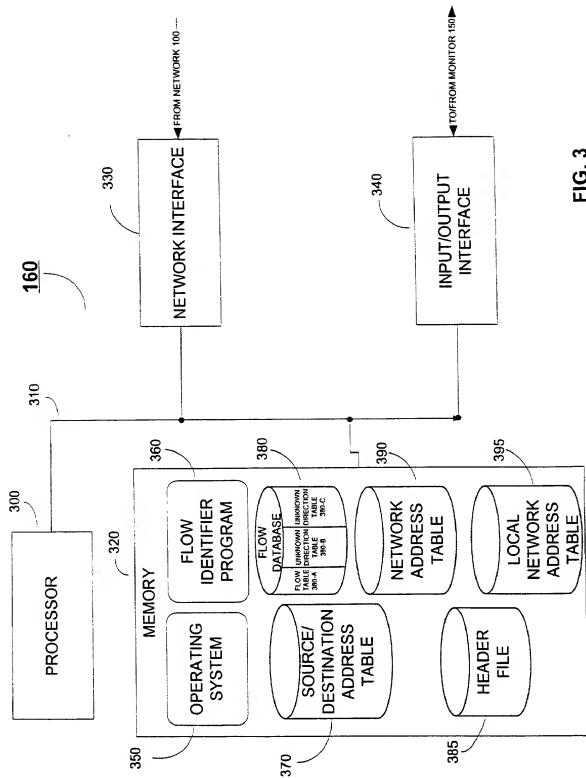 160
310
300
PROCESSOR
330
NETWORK INTERFACE
FROM NETWORK 100
320
MEMORY
350
OPERATING
SYSTEM
360
FLOW
IDENTIFIER
PROGRAM
370
SOURCE/
DESTINATION
ADDRESS
TABLE
380
FLOW
DATABASE
FLOW
TABLE
380-A
UNKNOWN
DIRECTION
TABLE
380-B
UNKNOWN
DIRECTION
TABLE
380-C
390
NETWORK
ADDRESS
TABLE
385
HEADER
FILE
395
LOCAL
NETWORK
ADDRESS
TABLE
340
INPUT/OUTPUT
INTERFACE
TO/FROM MONITOR 150
FIG. 3